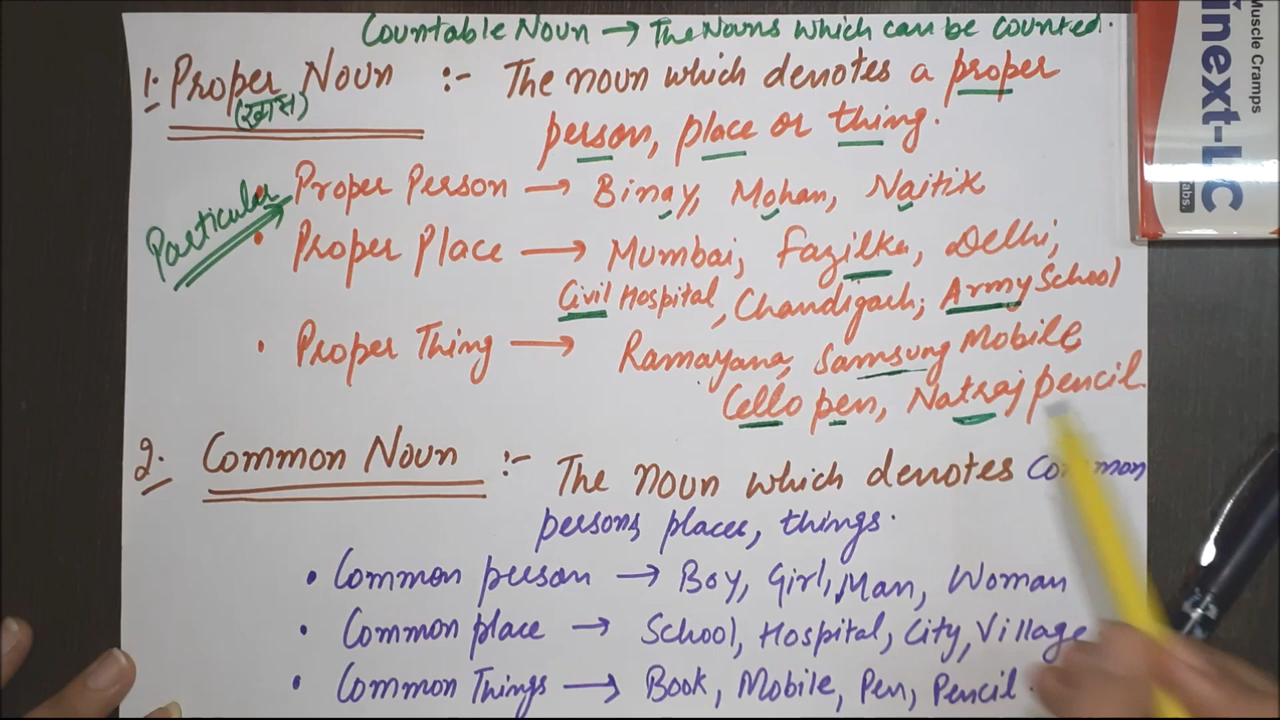 Countable Noun → The Nouns which can be counted.
1. Proper Noun :- The noun which denotes a proper
(खास)
person, place or thing.
Particular
Proper Person → Binay, Mohan, Naitik
• Proper Place → Mumbai, Fazilka, Delhi,
Civil Hospital, Chandigarh, Army School
• Proper Thing → Ramayana, Samsung Mobile,
Cello pen, Natraj pencil
2. Common Noun :- The noun which denotes Common
persons, places, things.
• Common person → Boy, Girl, Man, Woman
• Common place → School, Hospital, City, Village
• Common Things → Book, Mobile, Pen, Pencil.
Muscle Cramps
inext-LC